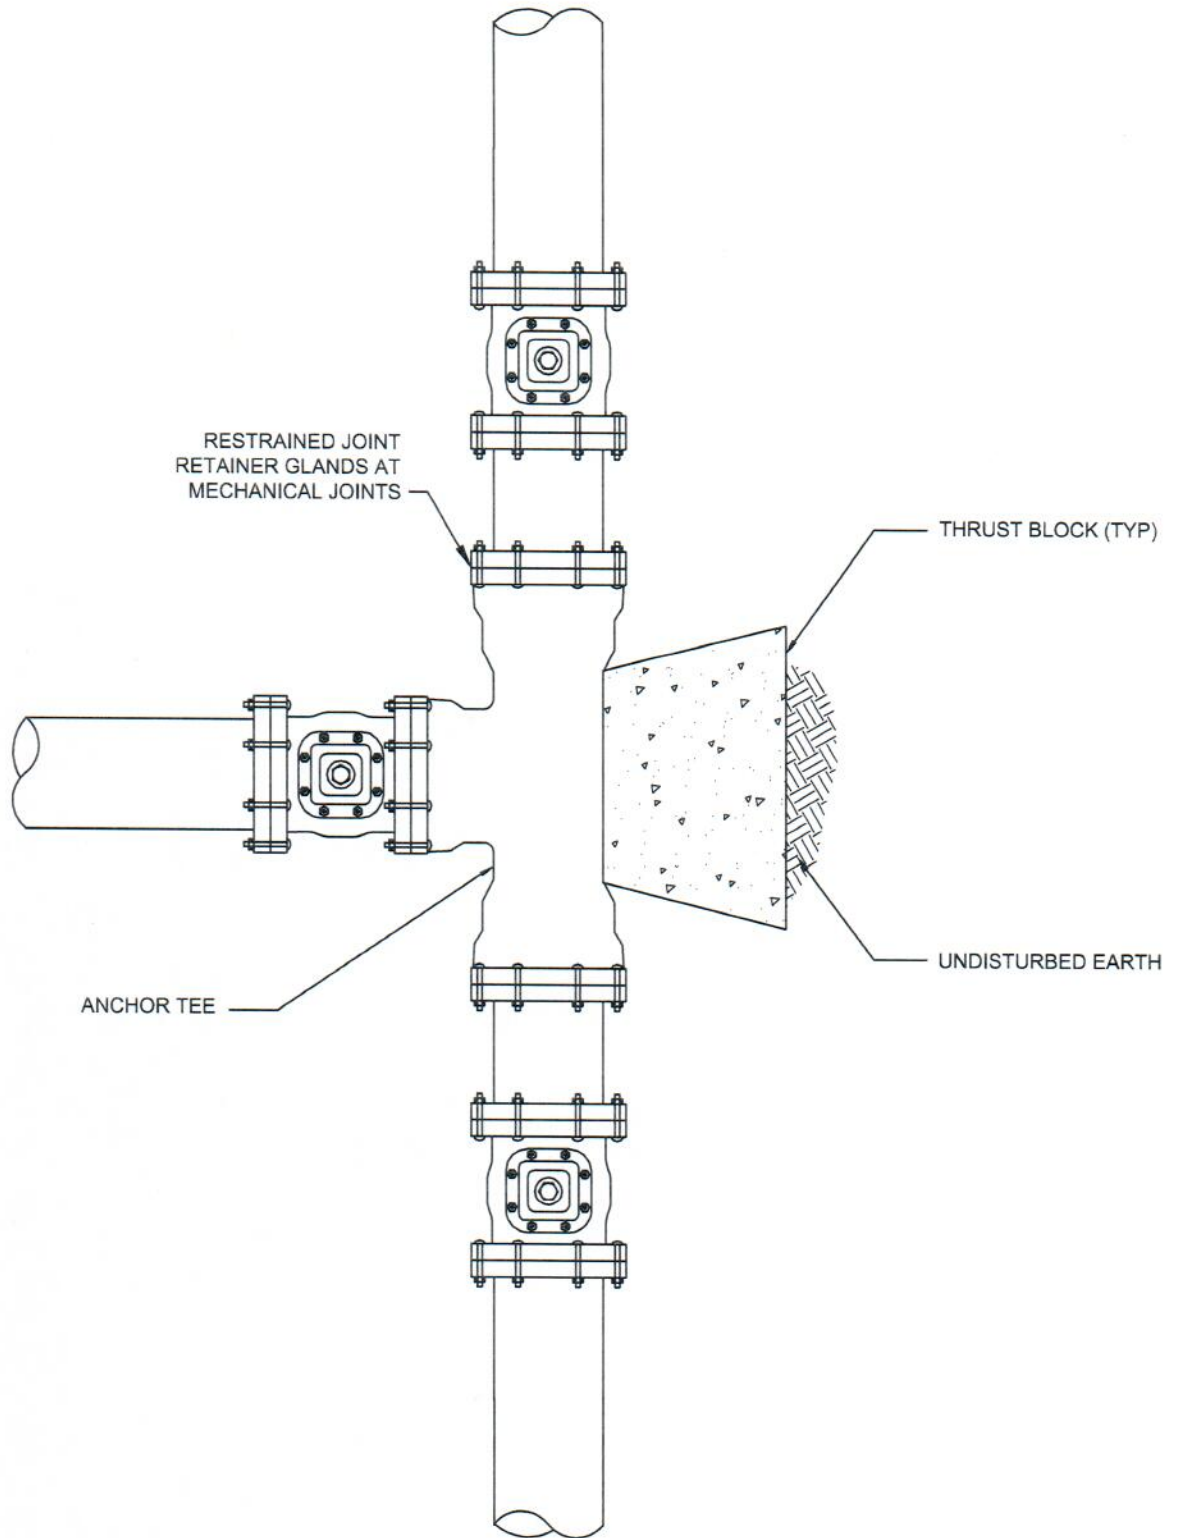 RESTRAINED JOINT
RETAINER GLANDS AT
MECHANICAL JOINTS
THRUST BLOCK (TYP)
UNDISTURBED EARTH
ANCHOR TEE